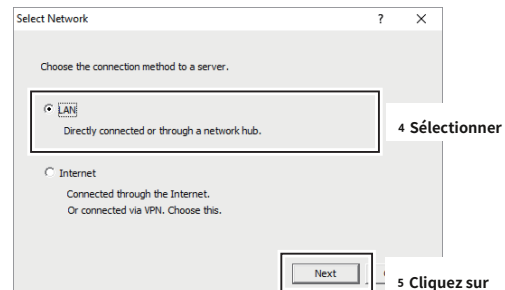 Select Network ? ×
Choose the connection method to a server.
LAN
Directly connected or through a network hub.
4 Sélectionner
Internet
Connected through the Internet.
Or connected via VPN. Choose this.
Next
5 Cliquez sur